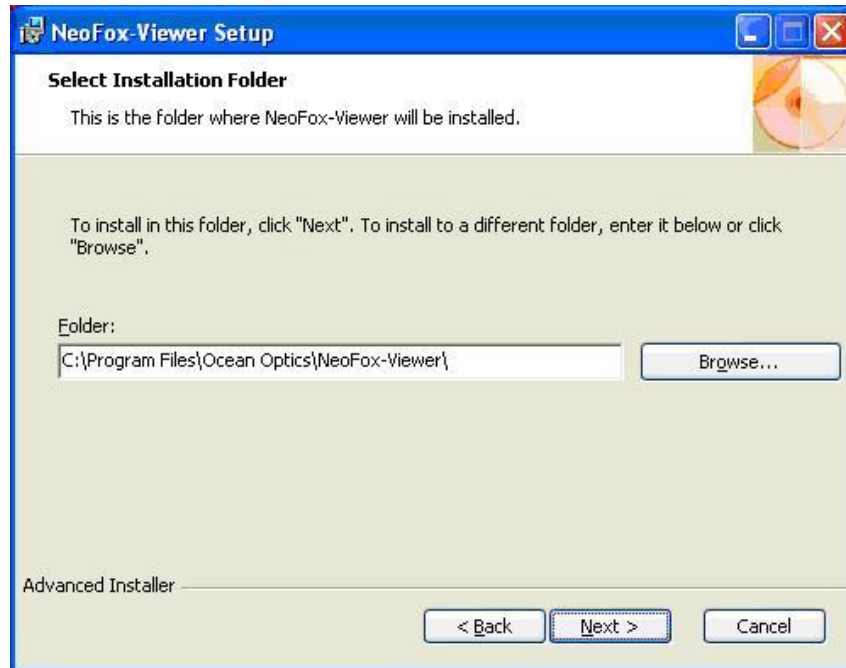 NeoFox-Viewer Setup
Select Installation Folder
This is the folder where NeoFox-Viewer will be installed.
To install in this folder, click "Next". To install to a different folder, enter it below or click
"Browse".
Folder:
C:\Program Files\Ocean Optics\NeoFox-Viewer\
Browse...
Advanced Installer
< Back
Next >
Cancel